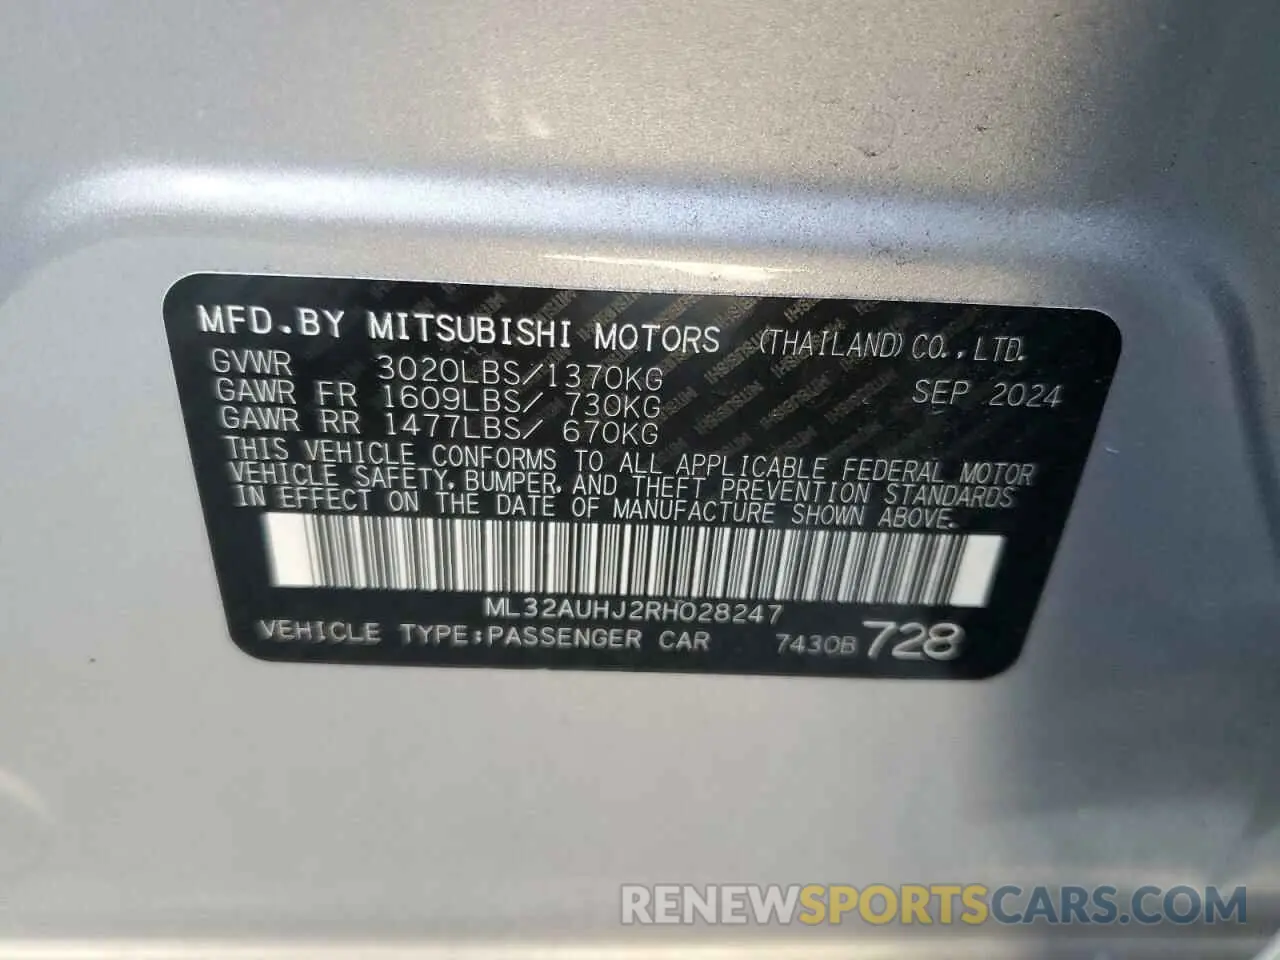 MFD.BY MITSUBISHI MOTORS (THAILAND) CO.,LTD.
GVWR 3020LBS/1370KG SEP 2024
GAWR FR 1609LBS/ 730KG
GAWR RR 1477LBS/ 670KG
THIS VEHICLE CONFORMS TO ALL APPLICABLE FEDERAL MOTOR
VEHICLE SAFETY, BUMPER, AND THEFT PREVENTION STANDARDS
IN EFFECT ON THE DATE OF MANUFACTURE SHOWN ABOVE.
ML32AUHJ2RH028247
VEHICLE TYPE:PASSENGER CAR 7430B 728
RENEWSPORTSCARS.COM